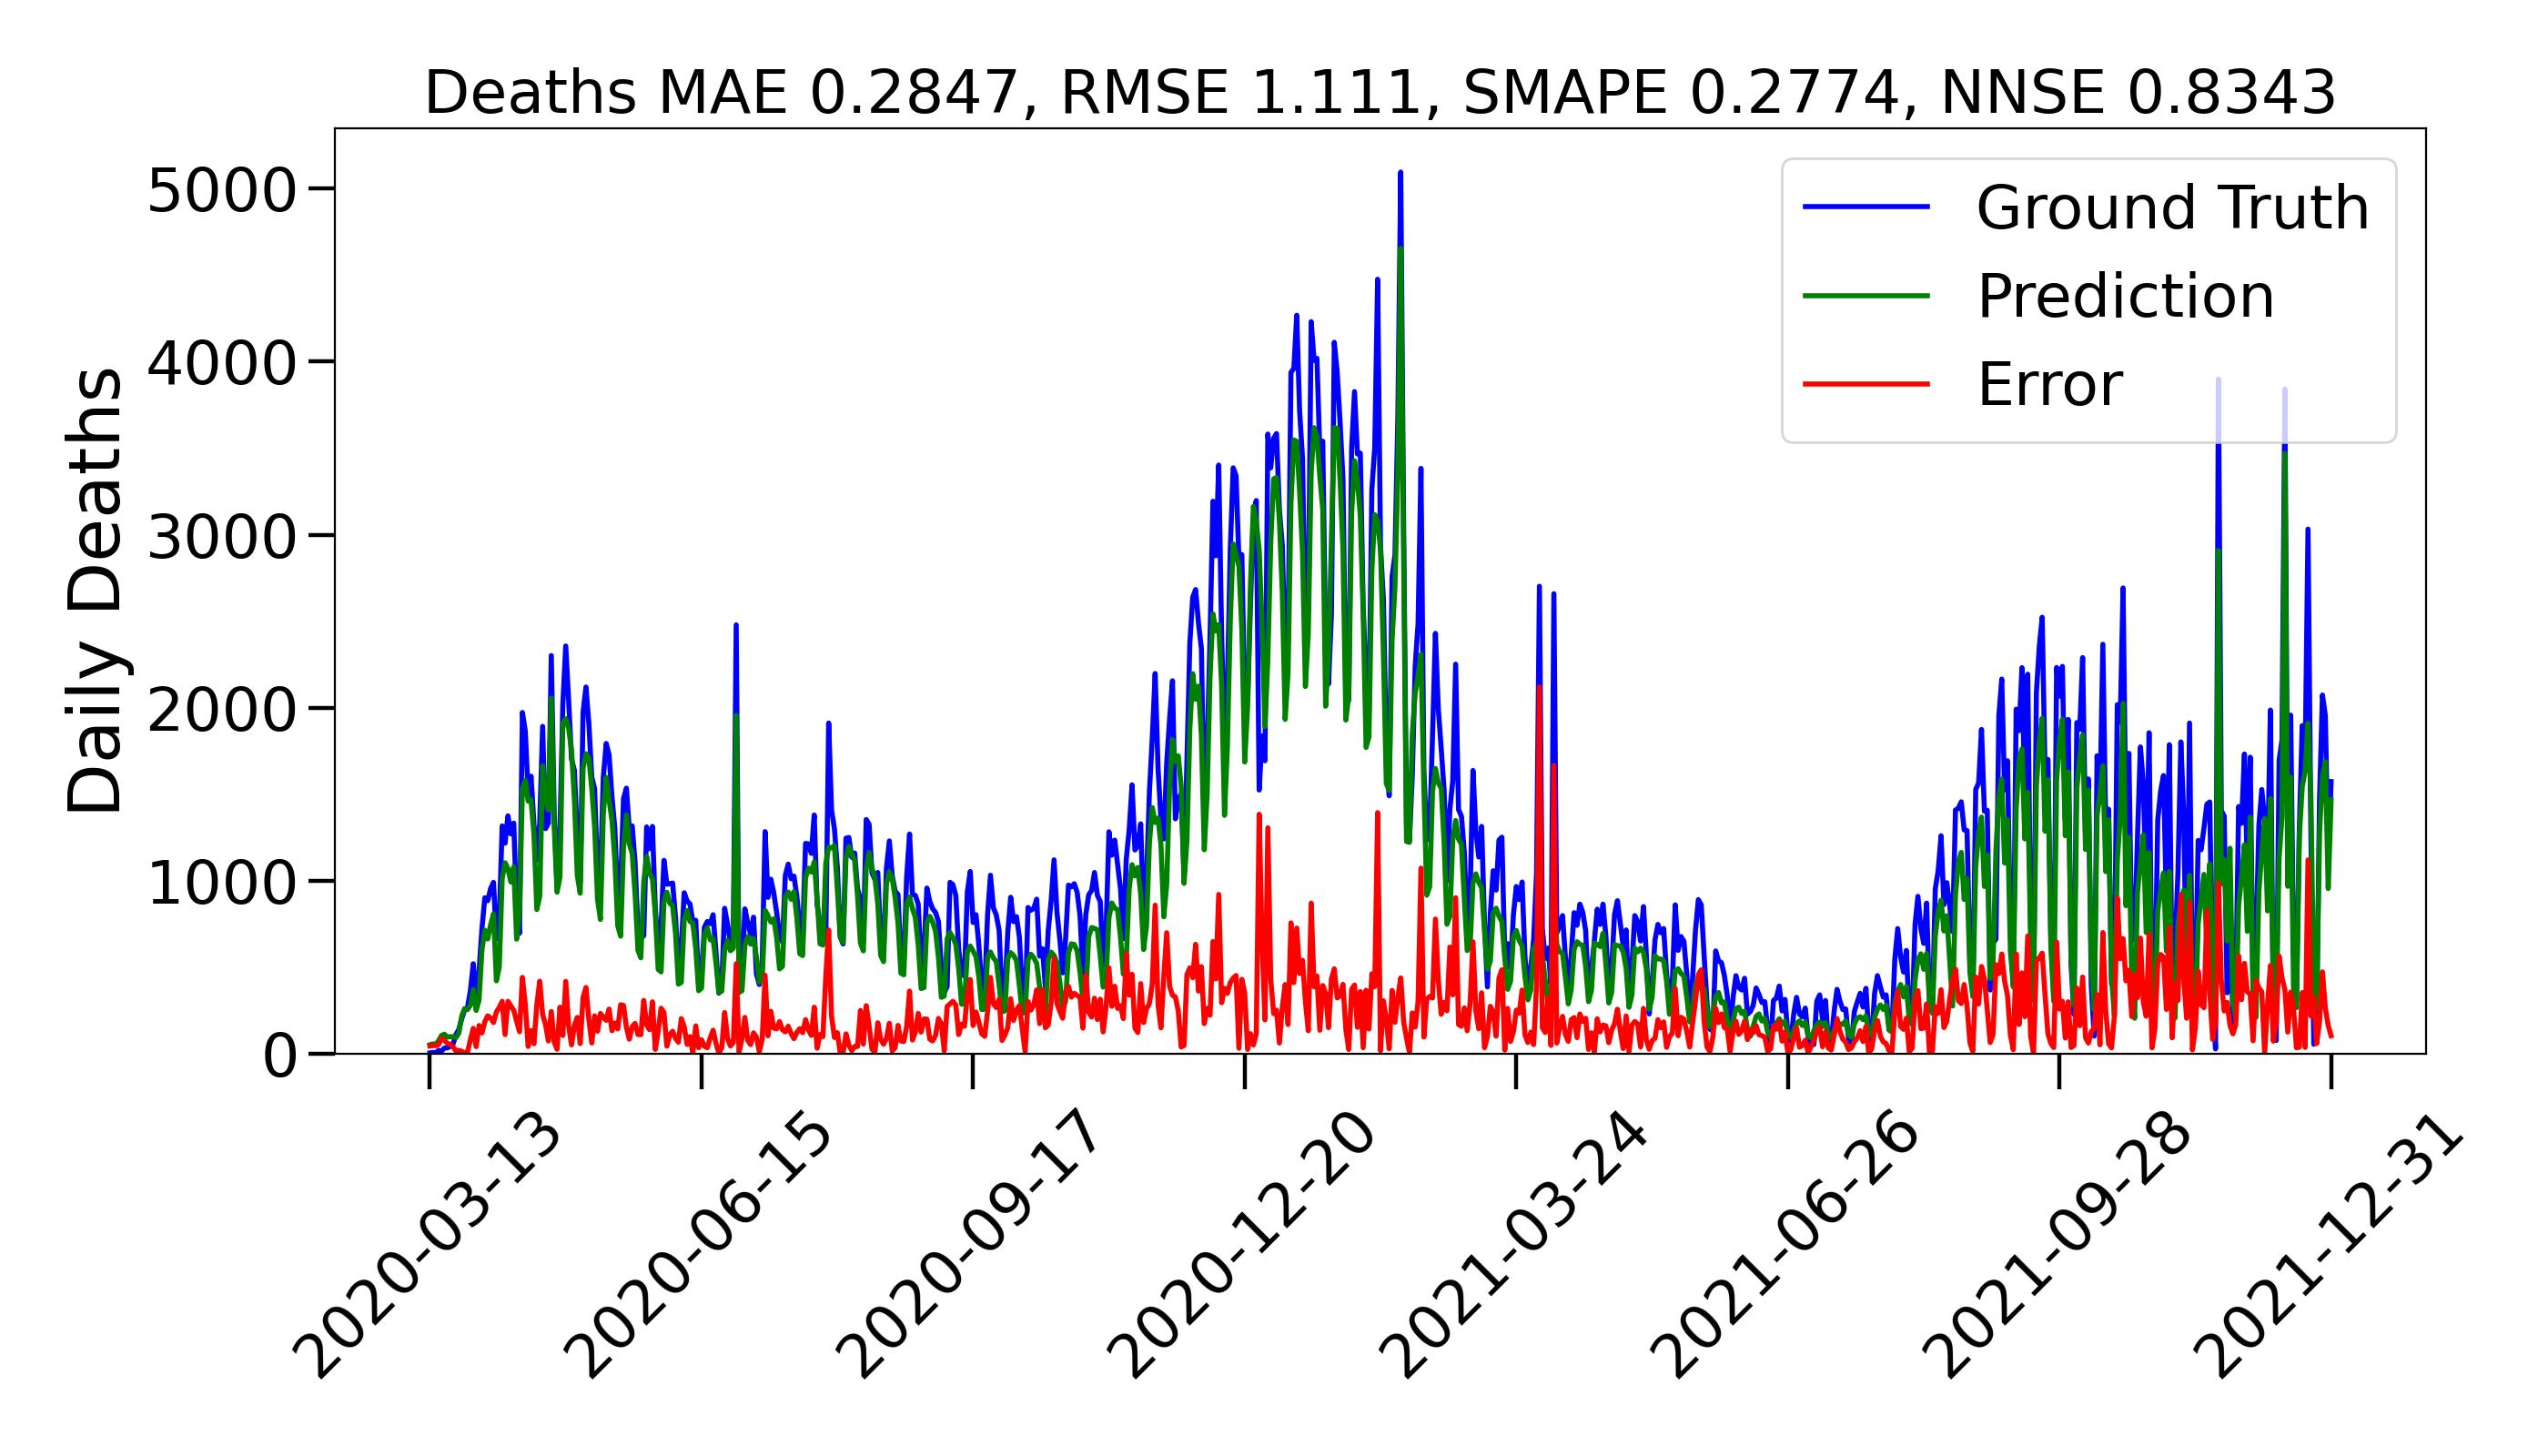 Deaths MAE 0.2847, RMSE 1.111, SMAPE 0.2774, NNSE 0.8343
Ground Truth
Prediction
Error
Daily Deaths
5000
4000
3000
2000
1000
0
2020-03-13
2020-06-15
2020-09-17
2020-12-20
2021-03-24
2021-06-26
2021-09-28
2021-12-31